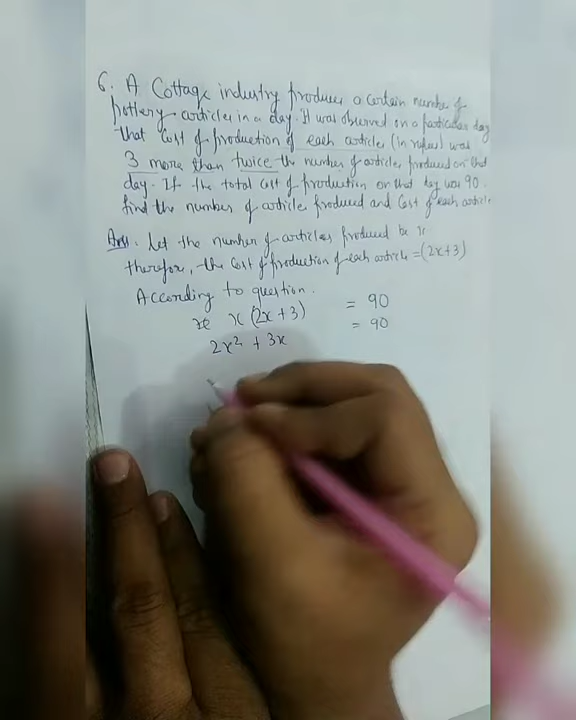 6. A Cottage industry produces a certain number of
pottery articles in a day. It was observed on a particular day
that cost of production of each article (in rupees) was
3 more than twice the number of articles produced on that
day. If the total cost of production on that day was 90.
find the number of article produced and cost of each article
Ans. Let the number of articles produced be x
therefore, the cost of production of each article = (2x+3)
According to question.
x x (2x+3) = 90
2x² + 3x = 90